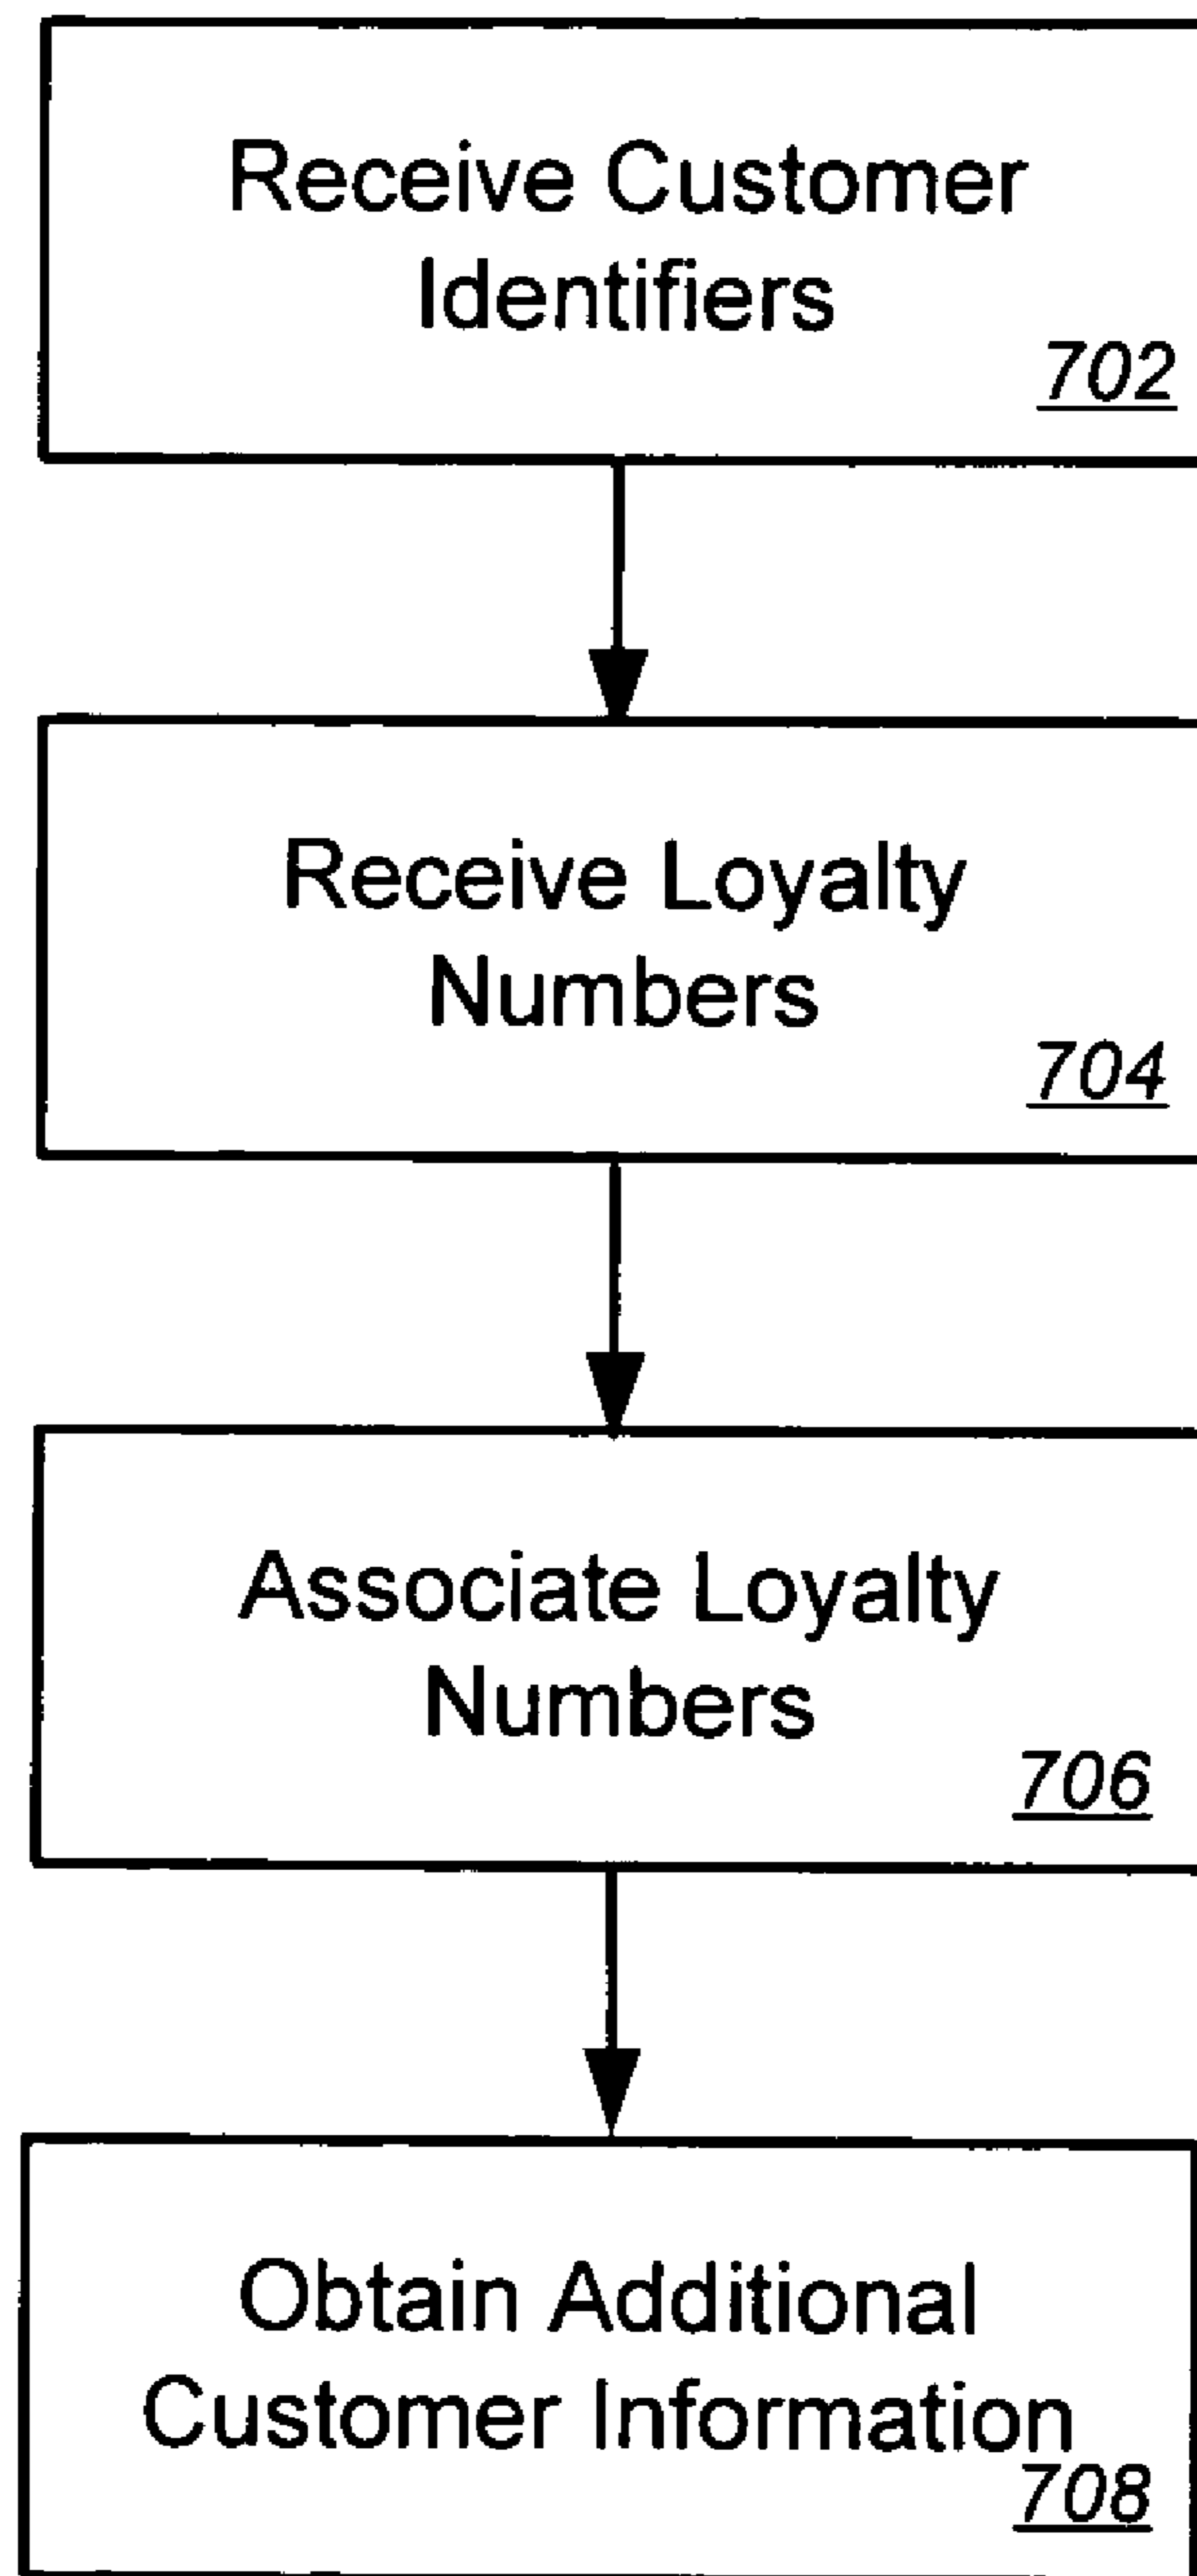 Receive Customer
Identifiers
702
Receive Loyalty
Numbers
704
Associate Loyalty
Numbers
706
Obtain Additional
Customer Information
708